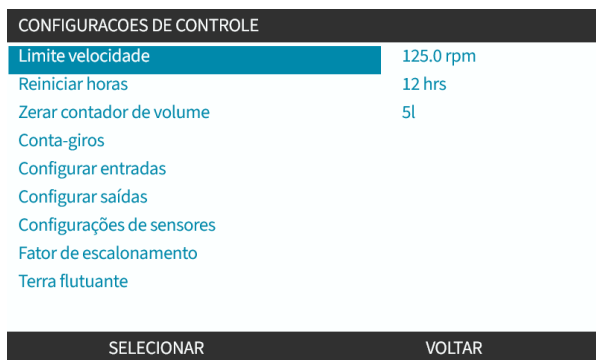 CONFIGURACOES DE CONTROLE
Limite velocidade 125.0 rpm
Reiniciar horas 12 hrs
Zerar contador de volume 5l
Conta-giros
Configurar entradas
Configurar saídas
Configurações de sensores
Fator de escalonamento
Terra flutuante
SELECIONAR VOLTAR